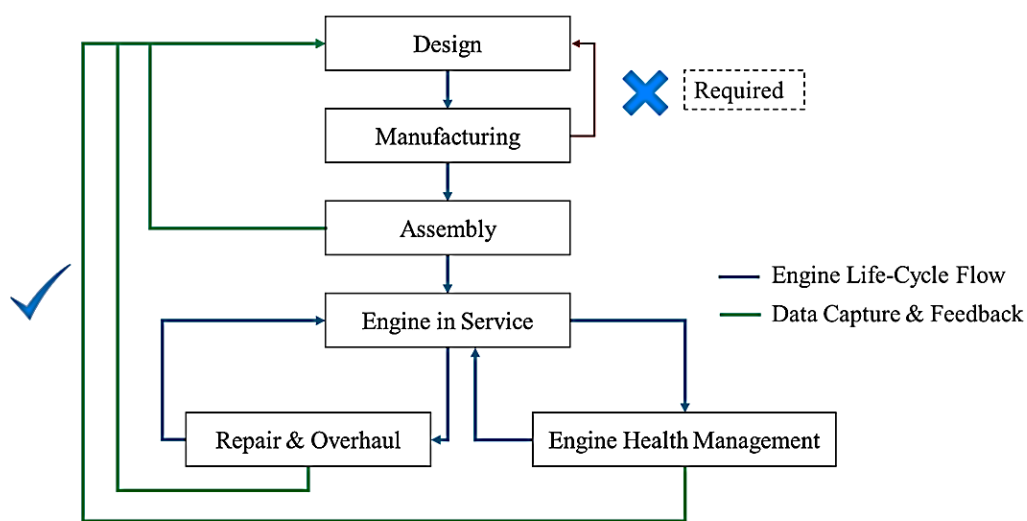 Design
Required
Manufacturing
Assembly
Engine Life-Cycle Flow
Data Capture & Feedback
Engine in Service
Repair & Overhaul
Engine Health Management